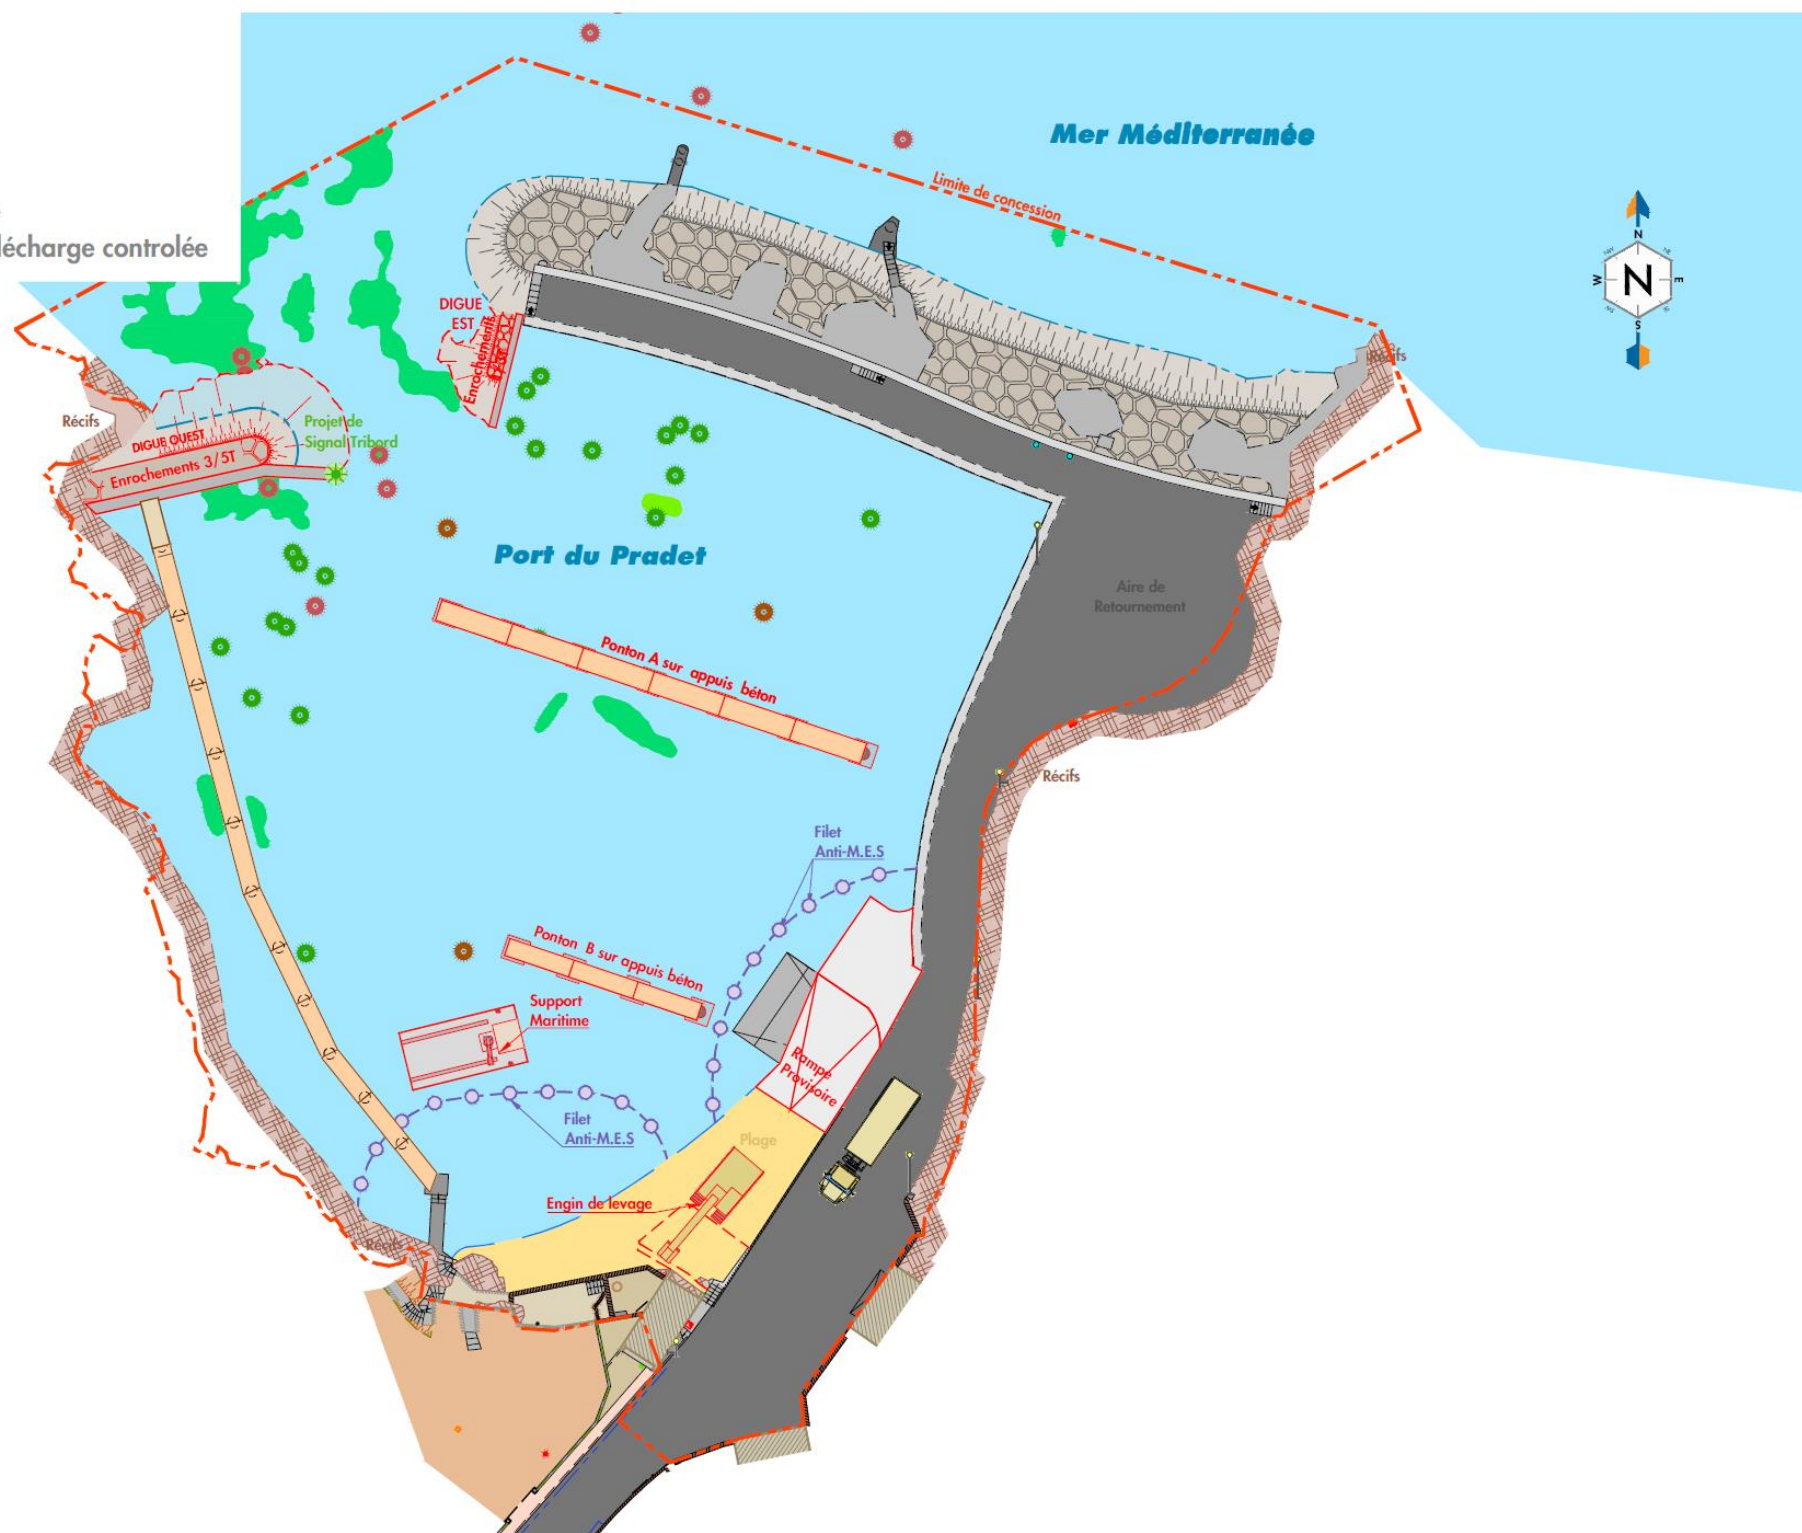 Mer Méditerranée
Limite de concession
lécharge controlée
N
N
W
E
S
DIGUE
EST
Enrochements
Récifs
Récifs
DIGUE OUEST
Enrochements 3/5T
Projet de
Signal Tribord
Port du Pradet
Aire de
Retournement
Ponton A sur appuis béton
Récifs
Filet
Anti-M.E.S
Ponton B sur appuis béton
Support
Maritime
Rampe
Provisoire
Filet
Anti-M.E.S
Plage
Engin de levage
Récifs